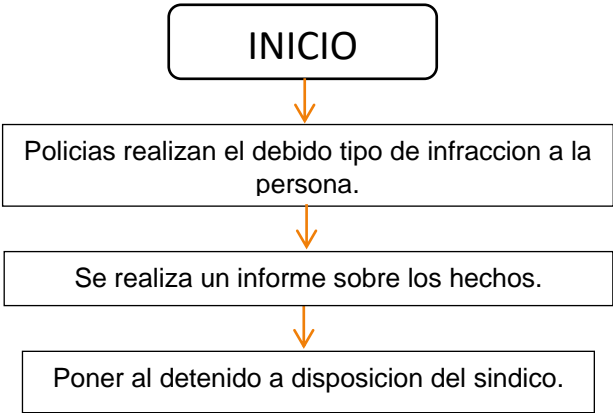 INICIO
Policias realizan el debido tipo de infraccion a la
persona.
Se realiza un informe sobre los hechos.
Poner al detenido a disposicion del sindico.